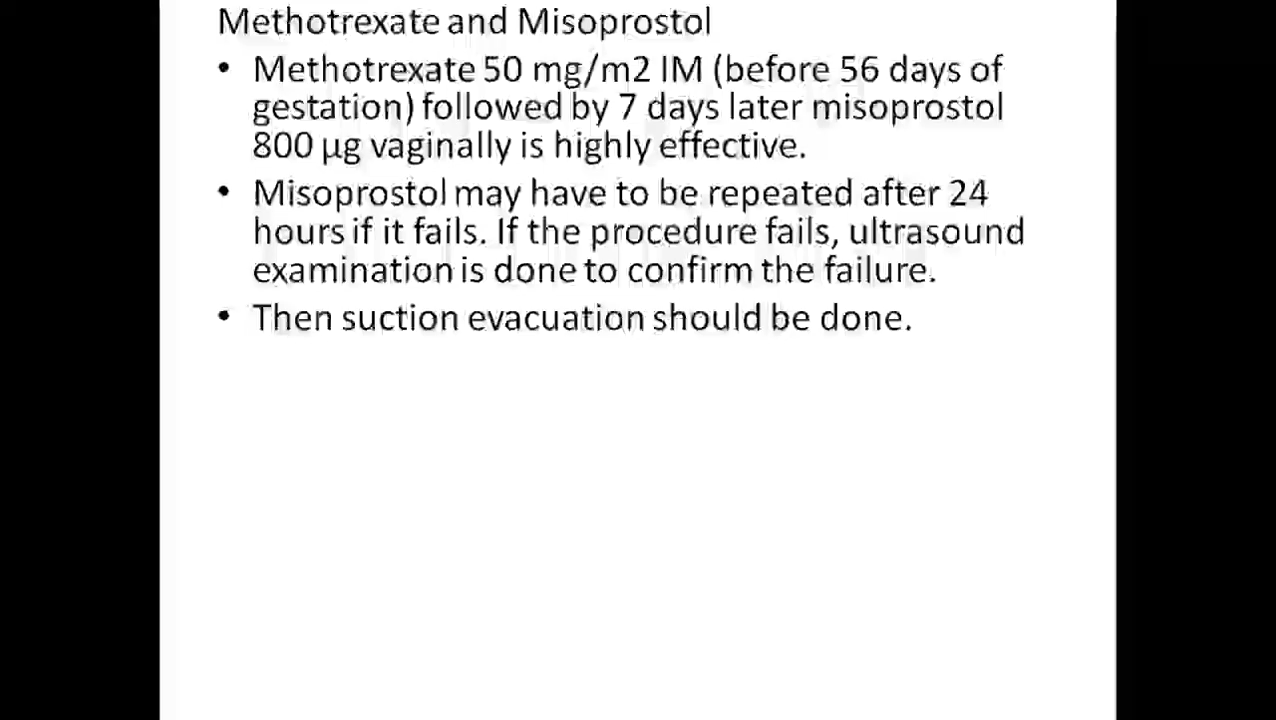 Methotrexate and Misoprostol
• Methotrexate 50 mg/m2 IM (before 56 days of
gestation) followed by 7 days later misoprostol
800 µg vaginally is highly effective.
• Misoprostol may have to be repeated after 24
hours if it fails. If the procedure fails, ultrasound
examination is done to confirm the failure.
• Then suction evacuation should be done.